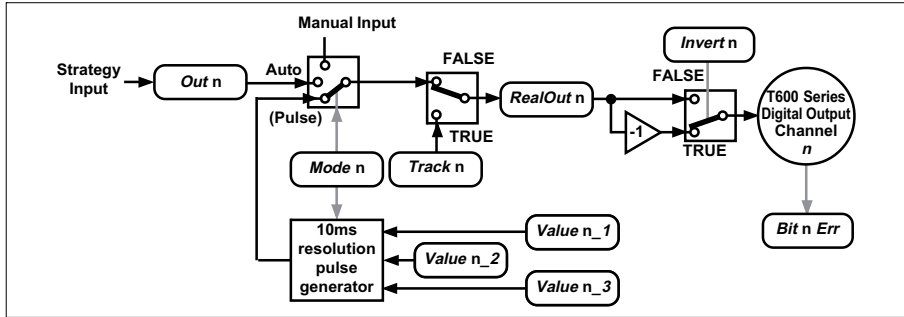 Manual Input
Strategy
Input
Out n
Auto
(Pulse)
FALSE
TRUE
RealOut n
Invert n
FALSE
-1
TRUE
T600 Series
Digital Output
Channel
n
Mode n
Track n
Bit n Err
10ms
resolution
pulse
generator
Value n_1
Value n_2
Value n_3